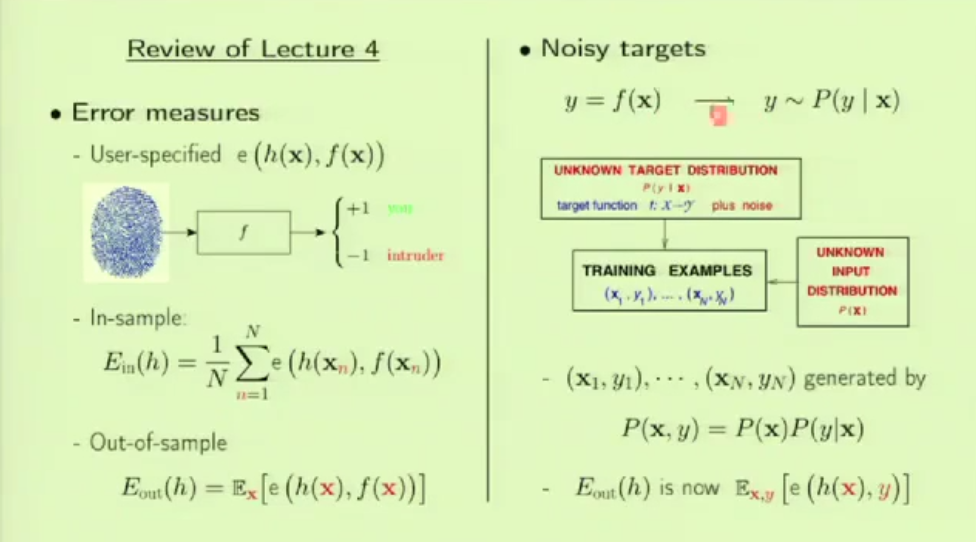 Review of Lecture 4
• Error measures
- User-specified e(h(x), f(x))
f
+1 you
−1 intruder
- In-sample:
E_in(h) = 1/N ∑_{n=1}^{N} e(h(x_n), f(x_n))
- Out-of-sample
E_out(h) = 𝔼_x[e(h(x), f(x))]
• Noisy targets
y = f(x) → y ∼ P(y | x)
UNKNOWN TARGET DISTRIBUTION
P(y | x)
target function f: X→Y plus noise
TRAINING EXAMPLES
(x_1, y_1), ... , (x_N, y_N)
UNKNOWN
INPUT
DISTRIBUTION
P(x)
- (x_1, y_1), ⋯ , (x_N, y_N) generated by
P(x, y) = P(x)P(y|x)
- E_out(h) is now 𝔼_{x,y}[e(h(x), y)]